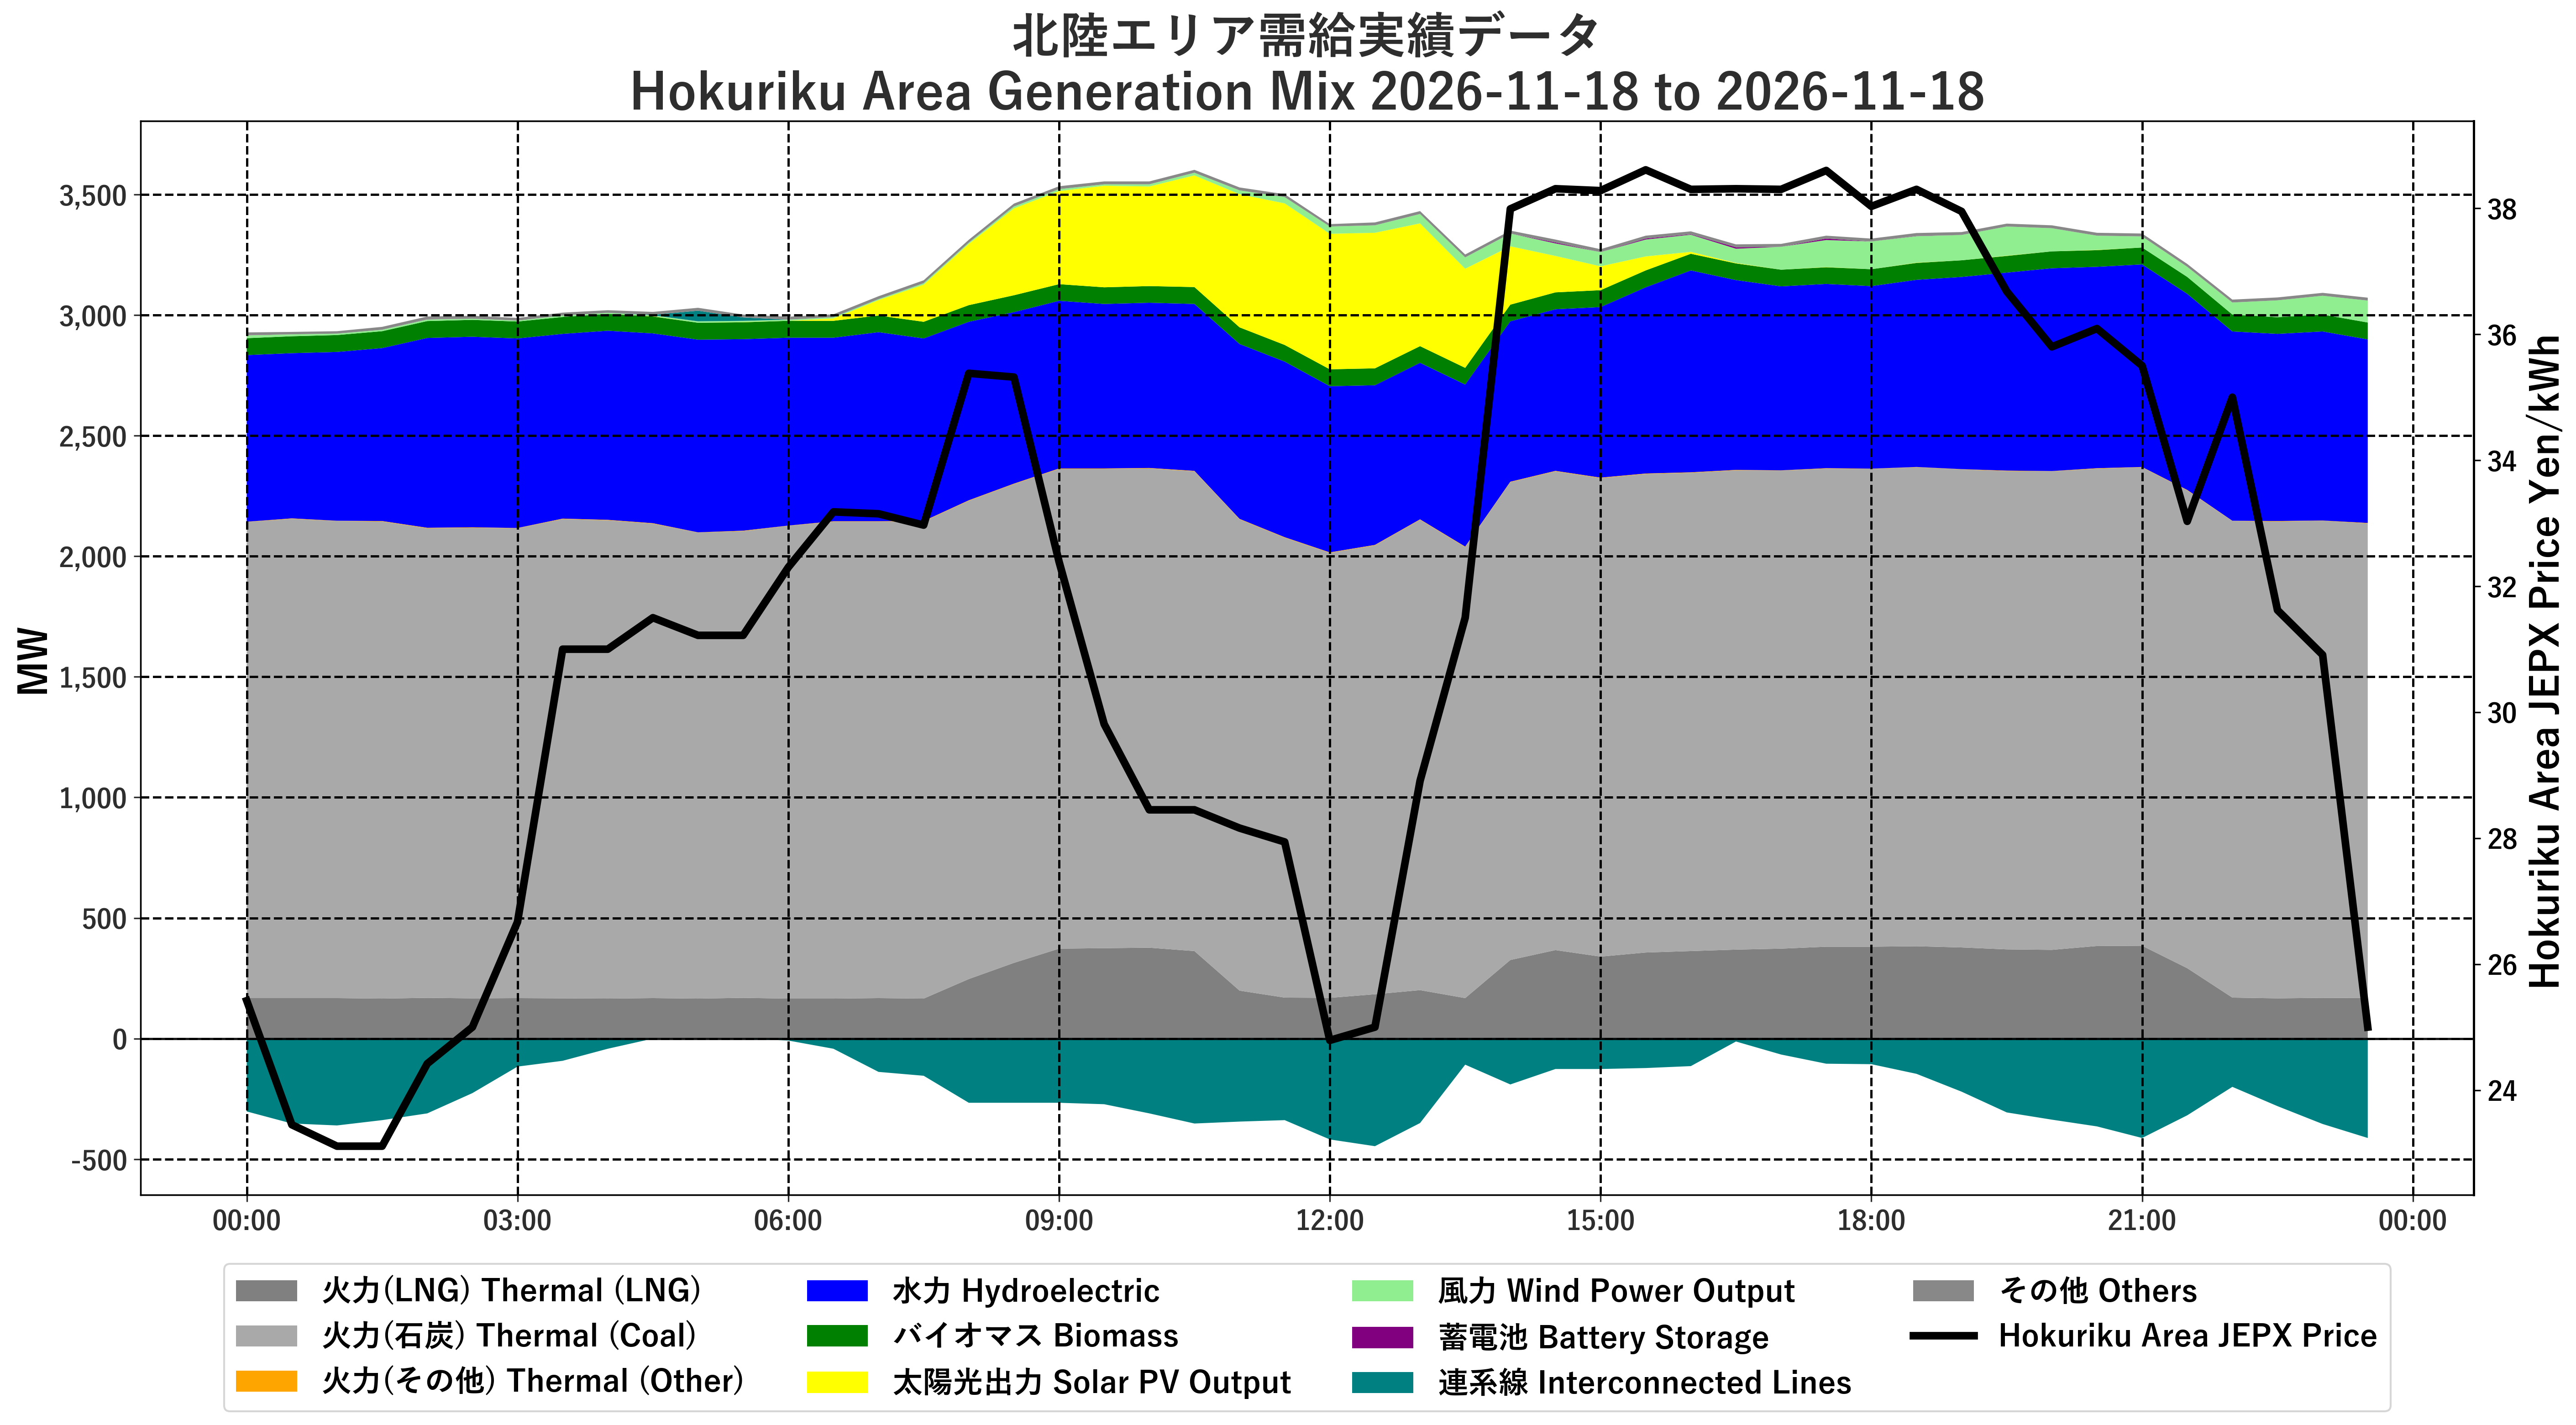 北陸エリア需給実績データ
Hokuriku Area Generation Mix 2026-11-18 to 2026-11-18
MW
3,500
3,000
2,500
2,000
1,500
1,000
500
0
-500
38
36
34
32
30
28
26
24
Hokuriku Area JEPX Price Yen/kWh
00:00 03:00 06:00 09:00 12:00 15:00 18:00 21:00 00:00
火力(LNG) Thermal (LNG)
火力(石炭) Thermal (Coal)
火力(その他) Thermal (Other)
水力 Hydroelectric
バイオマス Biomass
太陽光出力 Solar PV Output
風力 Wind Power Output
蓄電池 Battery Storage
連系線 Interconnected Lines
その他 Others
Hokuriku Area JEPX Price